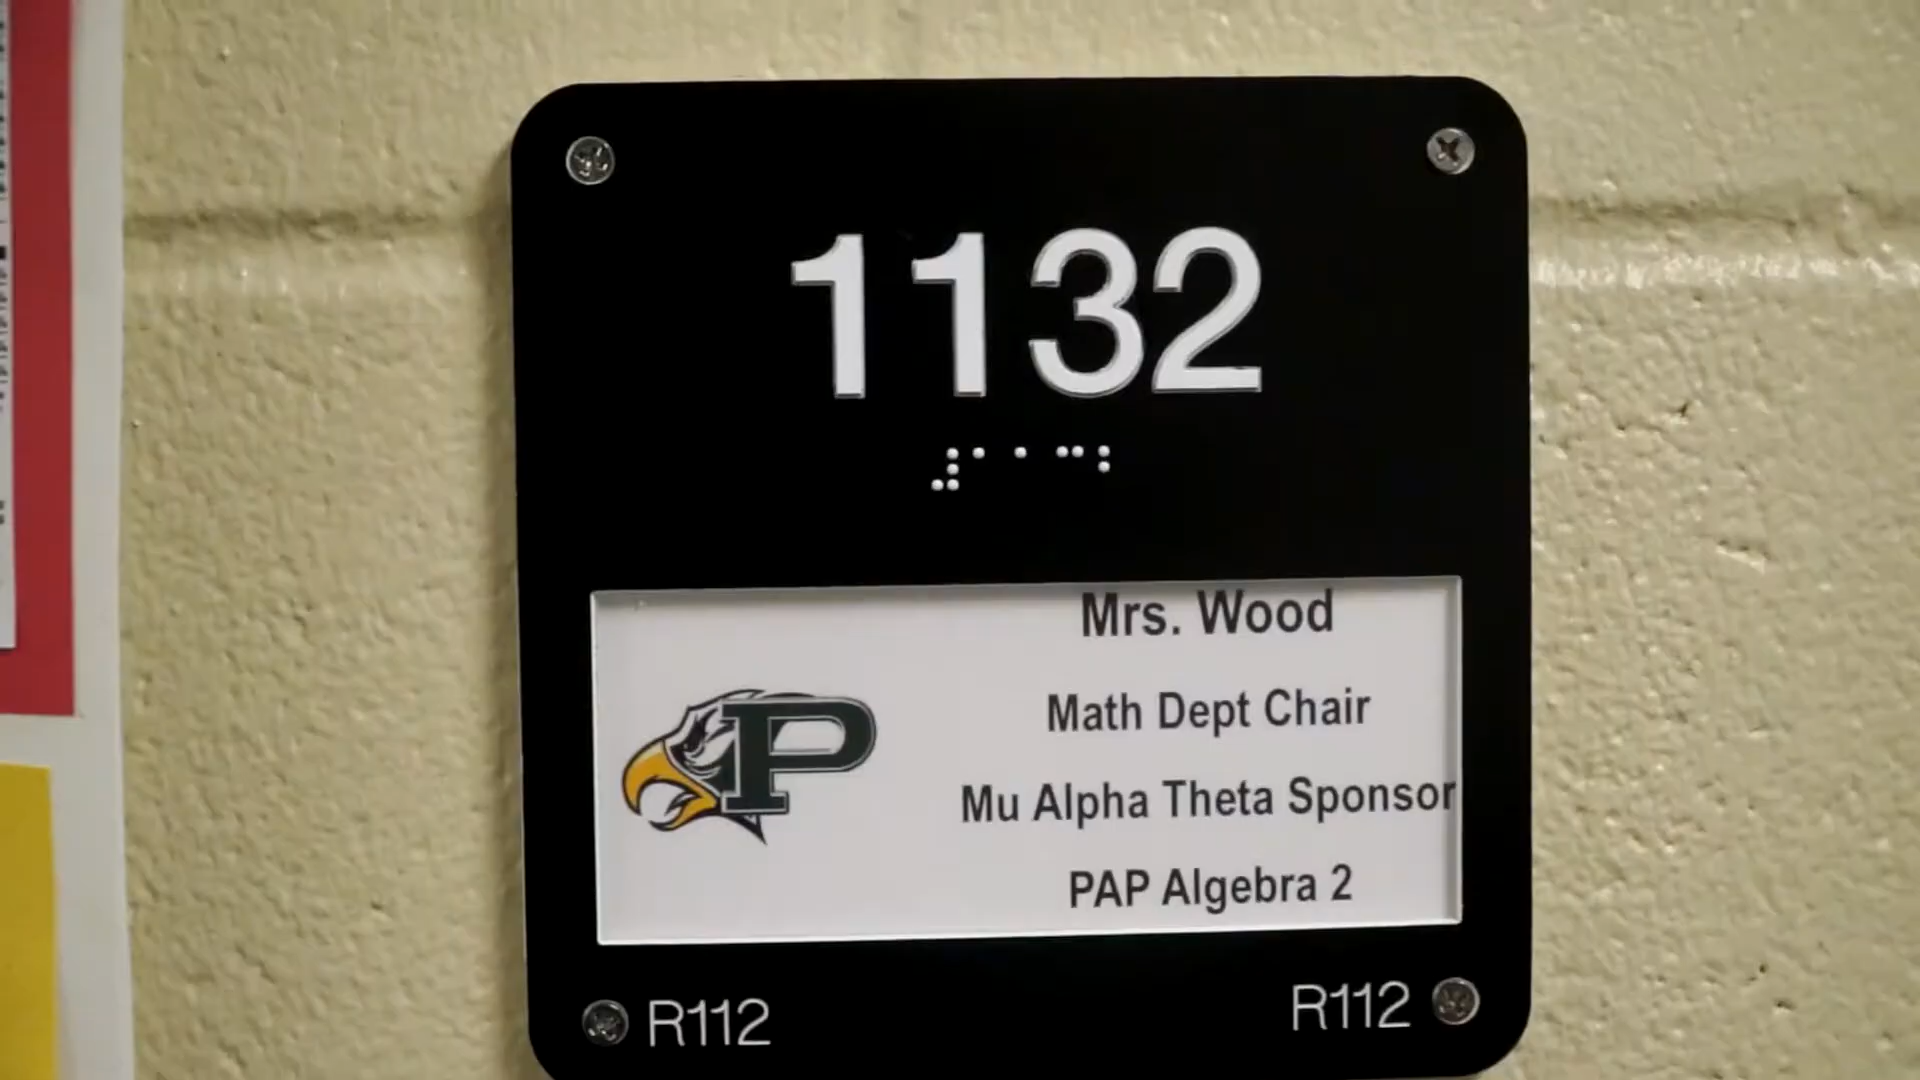 1132
⠼⠁⠁⠉⠃
Mrs. Wood
P
Math Dept Chair
Mu Alpha Theta Sponsor
PAP Algebra 2
R112
R112